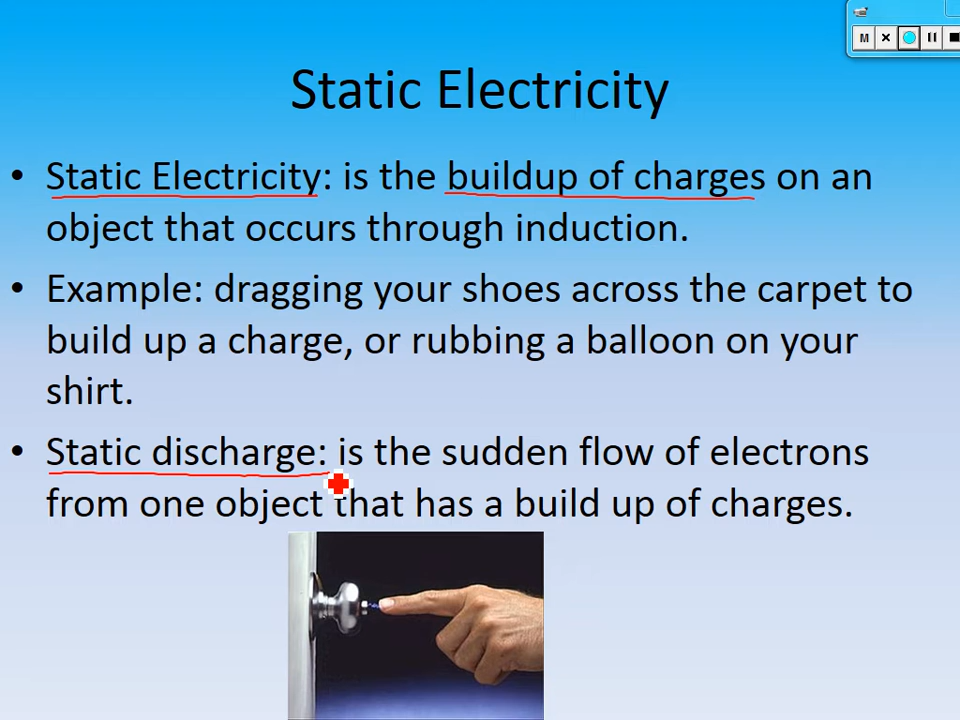 M
Static Electricity
• Static Electricity: is the buildup of charges on an
object that occurs through induction.
• Example: dragging your shoes across the carpet to
build up a charge, or rubbing a balloon on your
shirt.
• Static discharge: is the sudden flow of electrons
from one object that has a build up of charges.